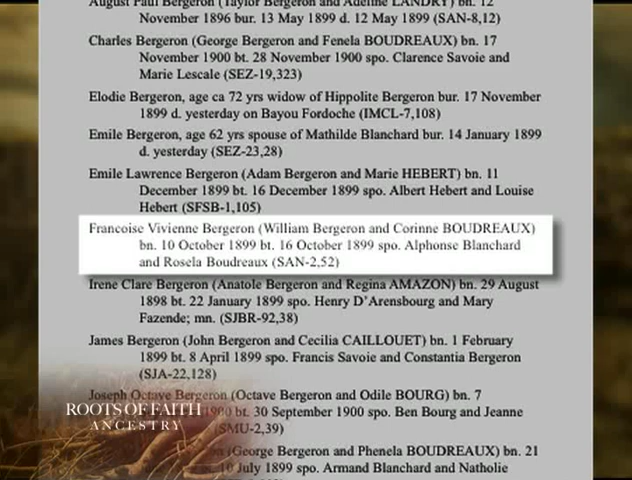 August Paul Bergeron (Taylor Bergeron and Adeline LANDRY) bn. 12
November 1896 bur. 13 May 1899 d. 12 May 1899 (SAN-8,12)
Charles Bergeron (George Bergeron and Fenela BOUDREAUX) bn. 17
November 1900 bt. 28 November 1900 spo. Clarence Savoie and
Marie Lescale (SEZ-19,323)
Elodie Bergeron, age ca 72 yrs widow of Hippolite Bergeron bur. 17 November
1899 d. yesterday on Bayou Fordoche (IMCL-7,108)
Emile Bergeron, age 62 yrs spouse of Mathilde Blanchard bur. 14 January 1899
d. yesterday (SEZ-23,28)
Emile Lawrence Bergeron (Adam Bergeron and Marie HEBERT) bn. 11
December 1899 bt. 16 December 1899 spo. Albert Hebert and Louise
Hebert (SFSB-1,105)
Francoise Vivienne Bergeron (William Bergeron and Corinne BOUDREAUX)
bn. 10 October 1899 bt. 16 October 1899 spo. Alphonse Blanchard
and Rosela Boudreaux (SAN-2,52)
Irene Clare Bergeron (Anatole Bergeron and Regina AMAZON) bn. 29 August
1898 bt. 22 January 1899 spo. Henry D'Arensbourg and Mary
Fazende; mn. (SJBR-92,38)
James Bergeron (John Bergeron and Cecilia CAILLOUET) bn. 1 February
1899 bt. 8 April 1899 spo. Francis Savoie and Constantia Bergeron
(SJA-22,128)
Joseph Octave Bergeron (Octave Bergeron and Odile BOURG) bn. 7
1900 bt. 30 September 1900 spo. Ben Bourg and Jeanne
(SMU-2,39)
(George Bergeron and Phenela BOUDREAUX) bn. 21
10 July 1899 spo. Armand Blanchard and Natholie
ROOTS OF FAITH
ANCESTRY